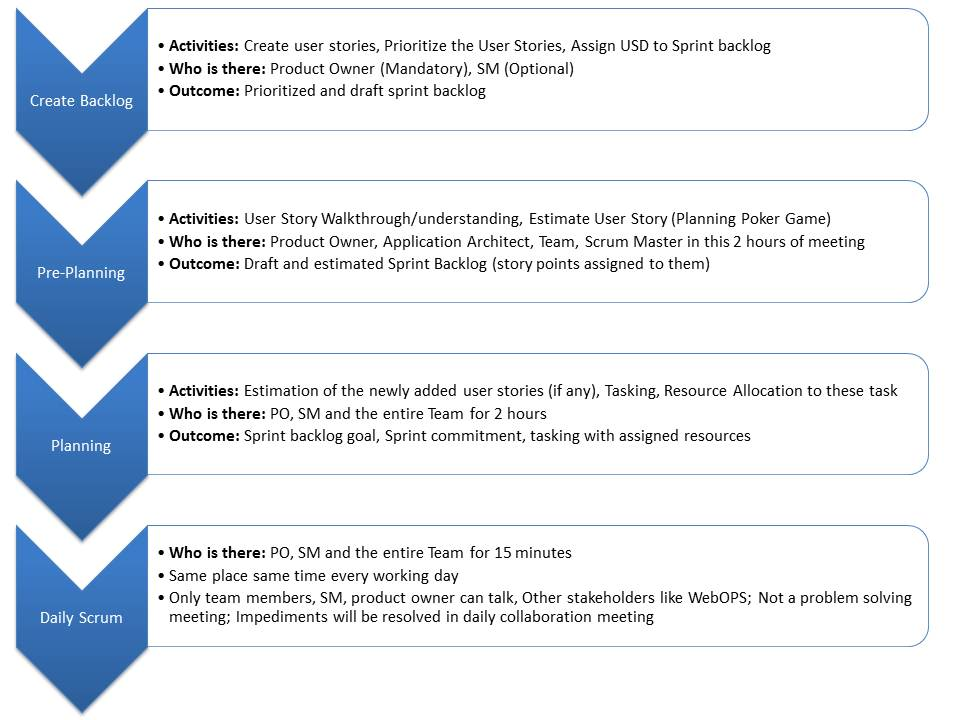 Create Backlog
• Activities: Create user stories, Prioritize the User Stories, Assign USD to Sprint backlog
• Who is there: Product Owner (Mandatory), SM (Optional)
• Outcome: Prioritized and draft sprint backlog
Pre-Planning
• Activities: User Story Walkthrough/understanding, Estimate User Story (Planning Poker Game)
• Who is there: Product Owner, Application Architect, Team, Scrum Master in this 2 hours of meeting
• Outcome: Draft and estimated Sprint Backlog (story points assigned to them)
Planning
• Activities: Estimation of the newly added user stories (if any), Tasking, Resource Allocation to these task
• Who is there: PO, SM and the entire Team for 2 hours
• Outcome: Sprint backlog goal, Sprint commitment, tasking with assigned resources
Daily Scrum
• Who is there: PO, SM and the entire Team for 15 minutes
• Same place same time every working day
• Only team members, SM, product owner can talk, Other stakeholders like WebOPS; Not a problem solving
meeting; Impediments will be resolved in daily collaboration meeting